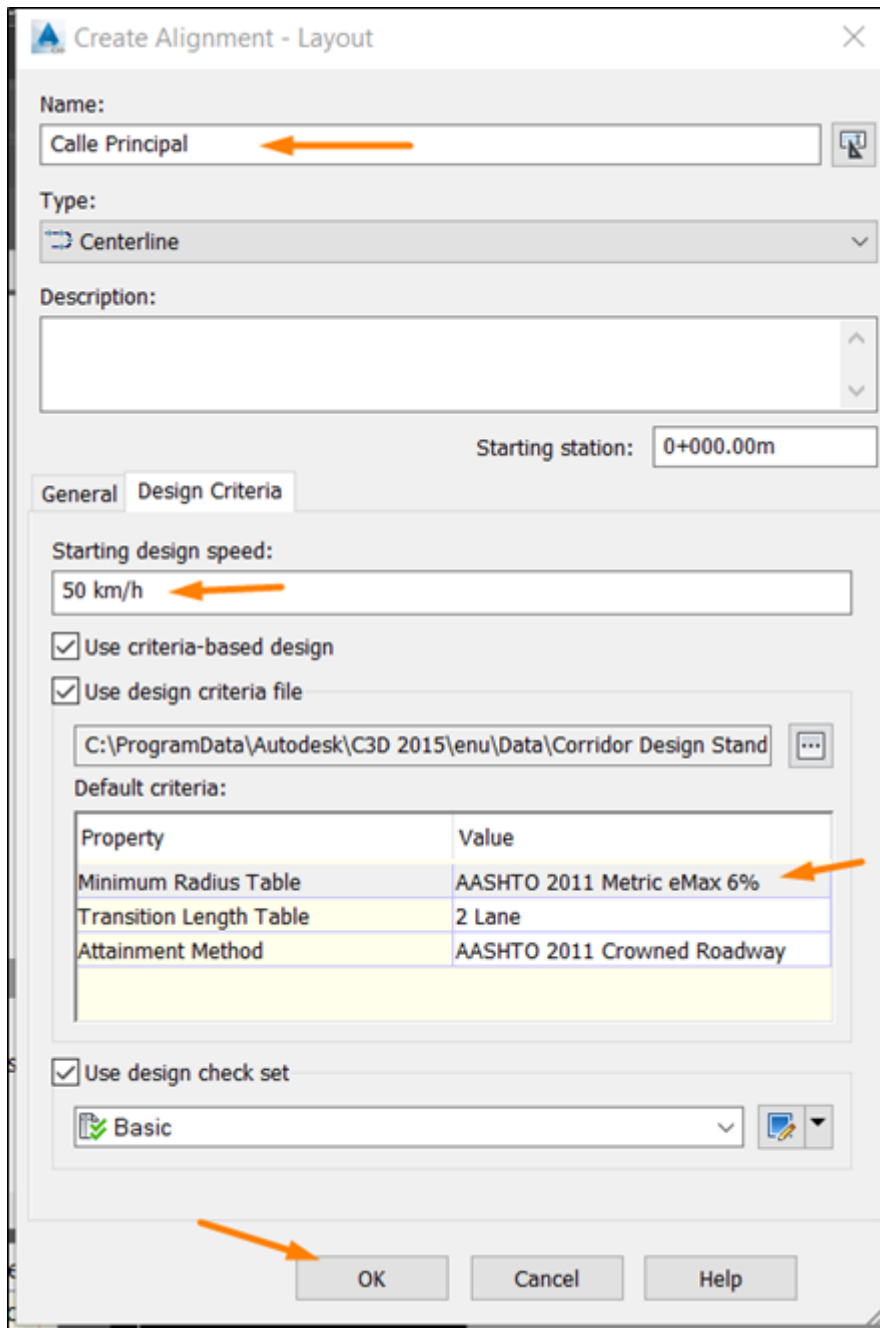 Create Alignment - Layout
Name:
Calle Principal
Type:
Centerline
Description:
Starting station: 0+000.00m
General Design Criteria
Starting design speed:
50 km/h
Use criteria-based design
Use design criteria file
C:\ProgramData\Autodesk\C3D 2015\enu\Data\Corridor Design Stand
Default criteria:
Property Value
Minimum Radius Table AASHTO 2011 Metric eMax 6%
Transition Length Table 2 Lane
Attainment Method AASHTO 2011 Crowned Roadway
Use design check set
Basic
OK Cancel Help